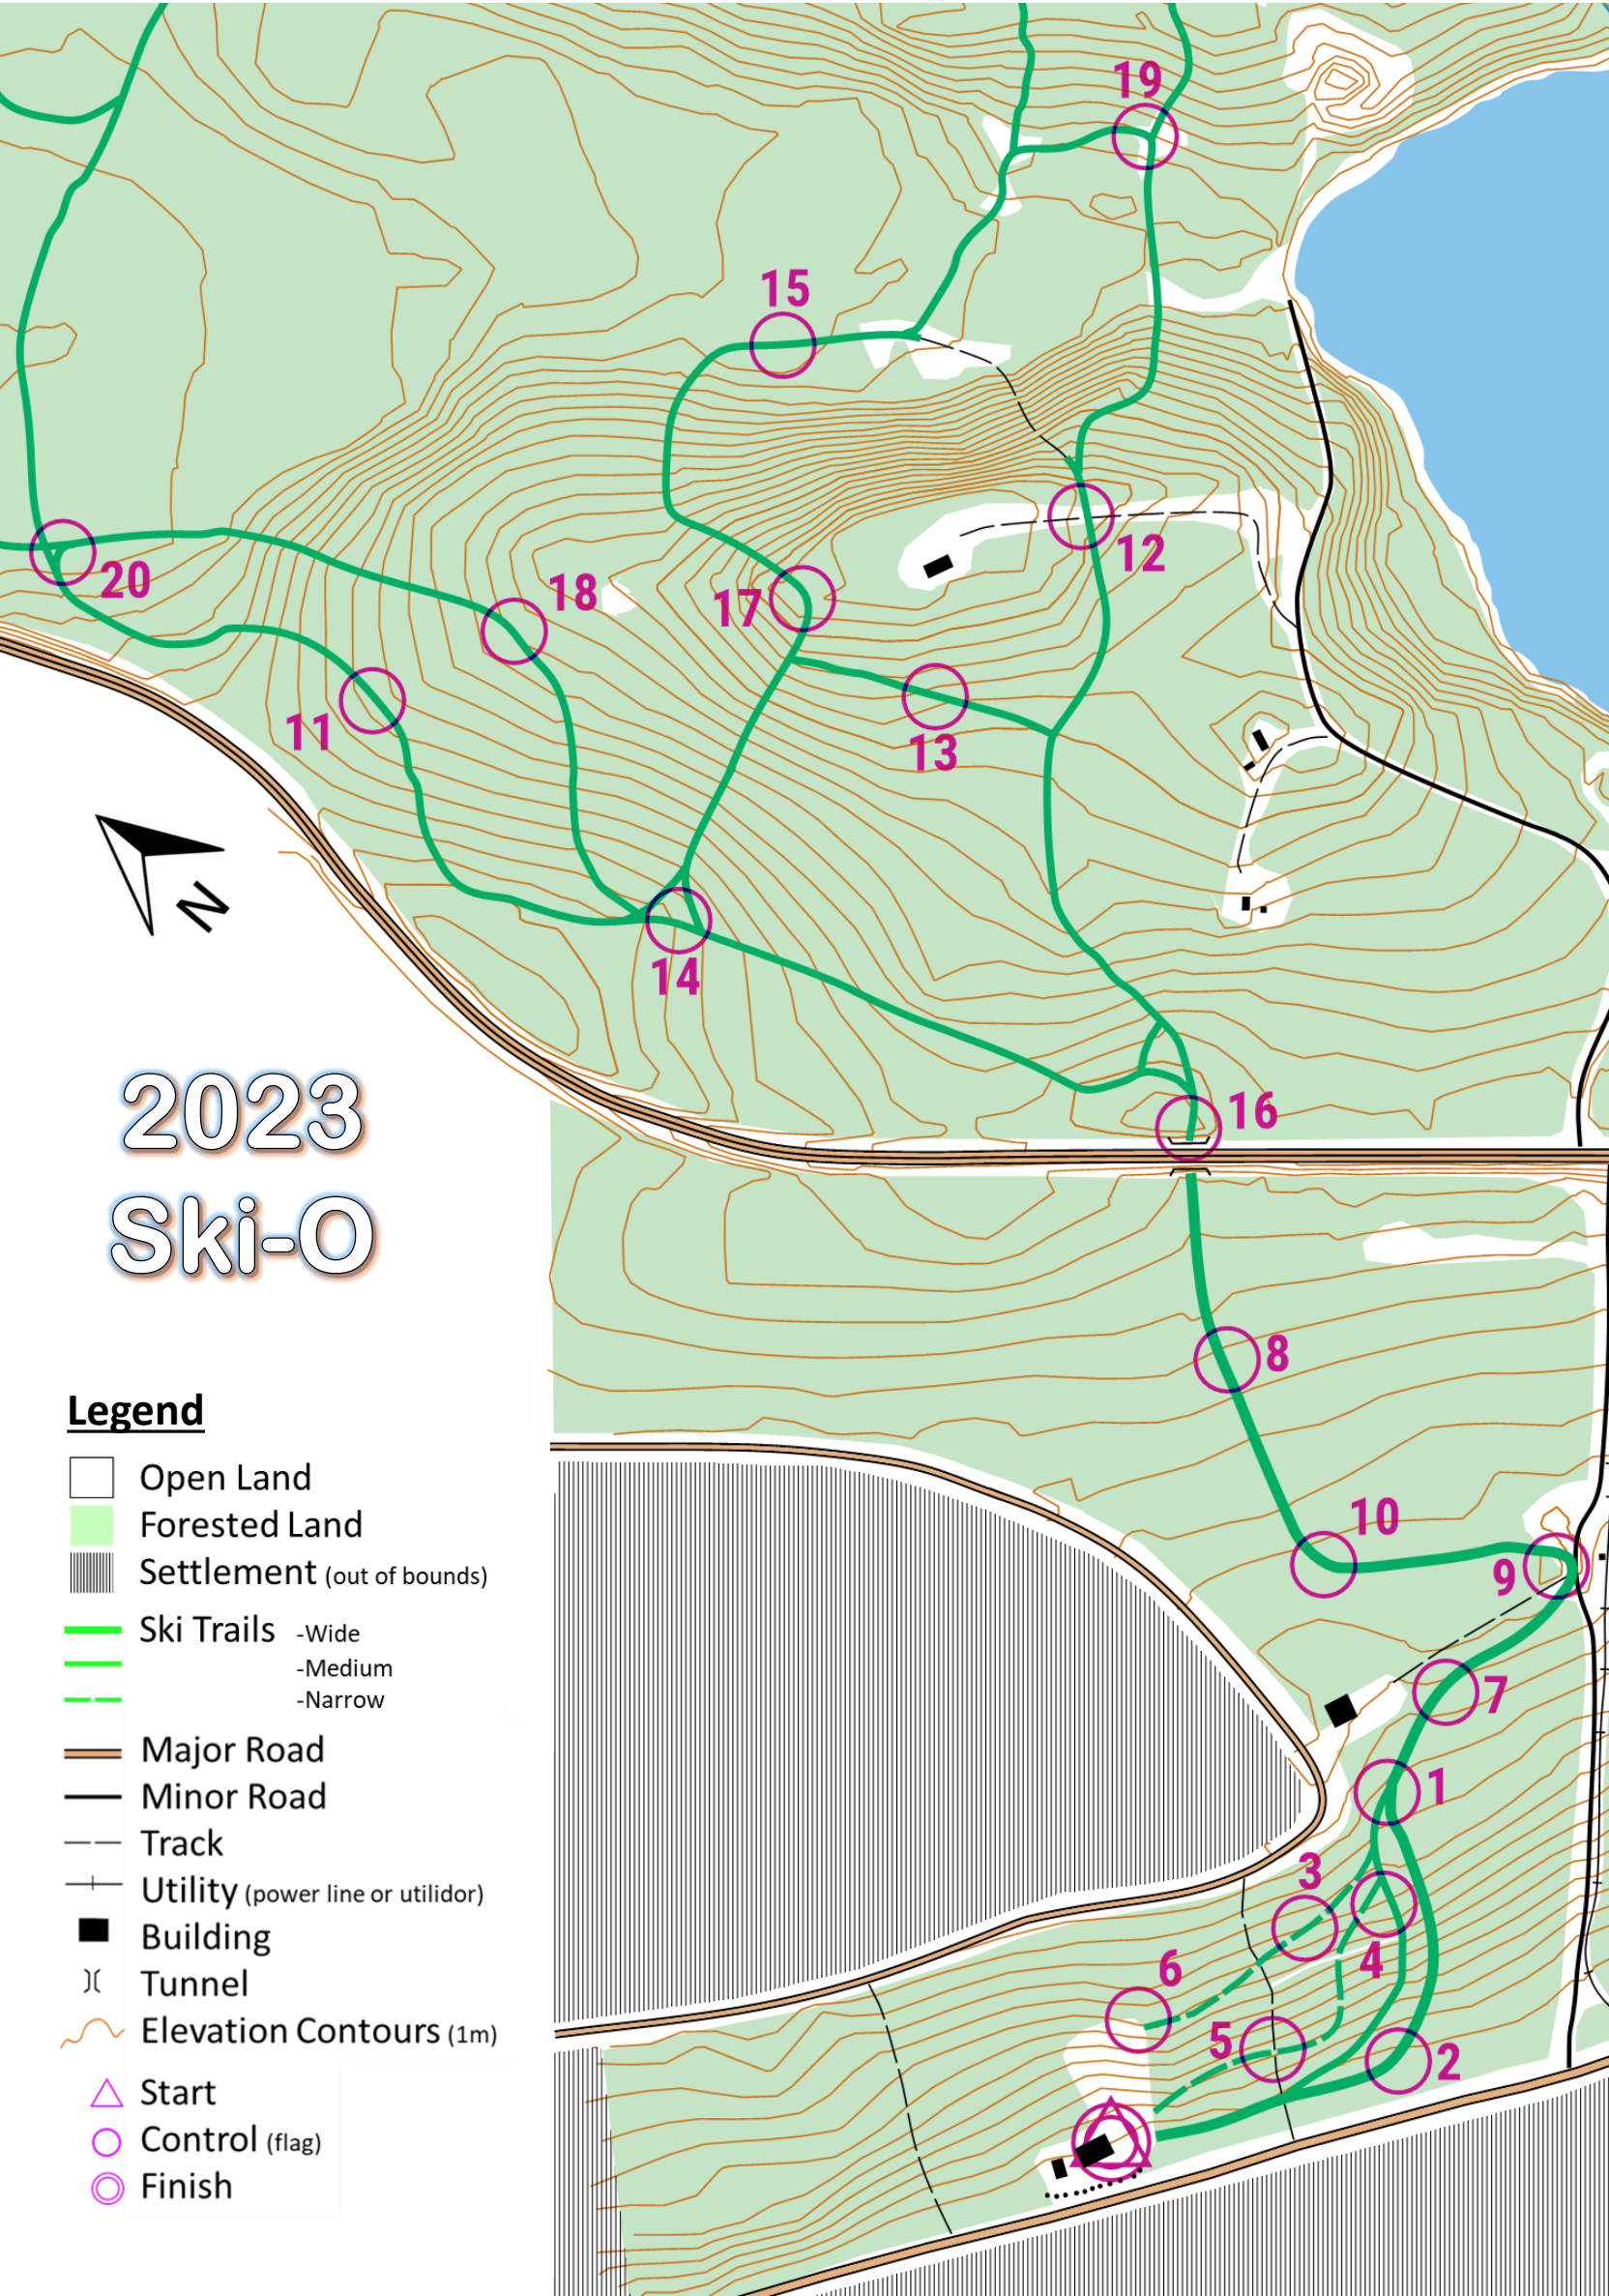 19
15
12
20
18
17
11
13
N
14
16
2023
Ski-O
8
Legend
Open Land
Forested Land
Settlement (out of bounds)
Ski Trails -Wide
-Medium
-Narrow
Major Road
Minor Road
Track
Utility (power line or utilidor)
Building
Tunnel
Elevation Contours (1m)
Start
Control (flag)
Finish
10
9
7
1
3
4
6
5
2